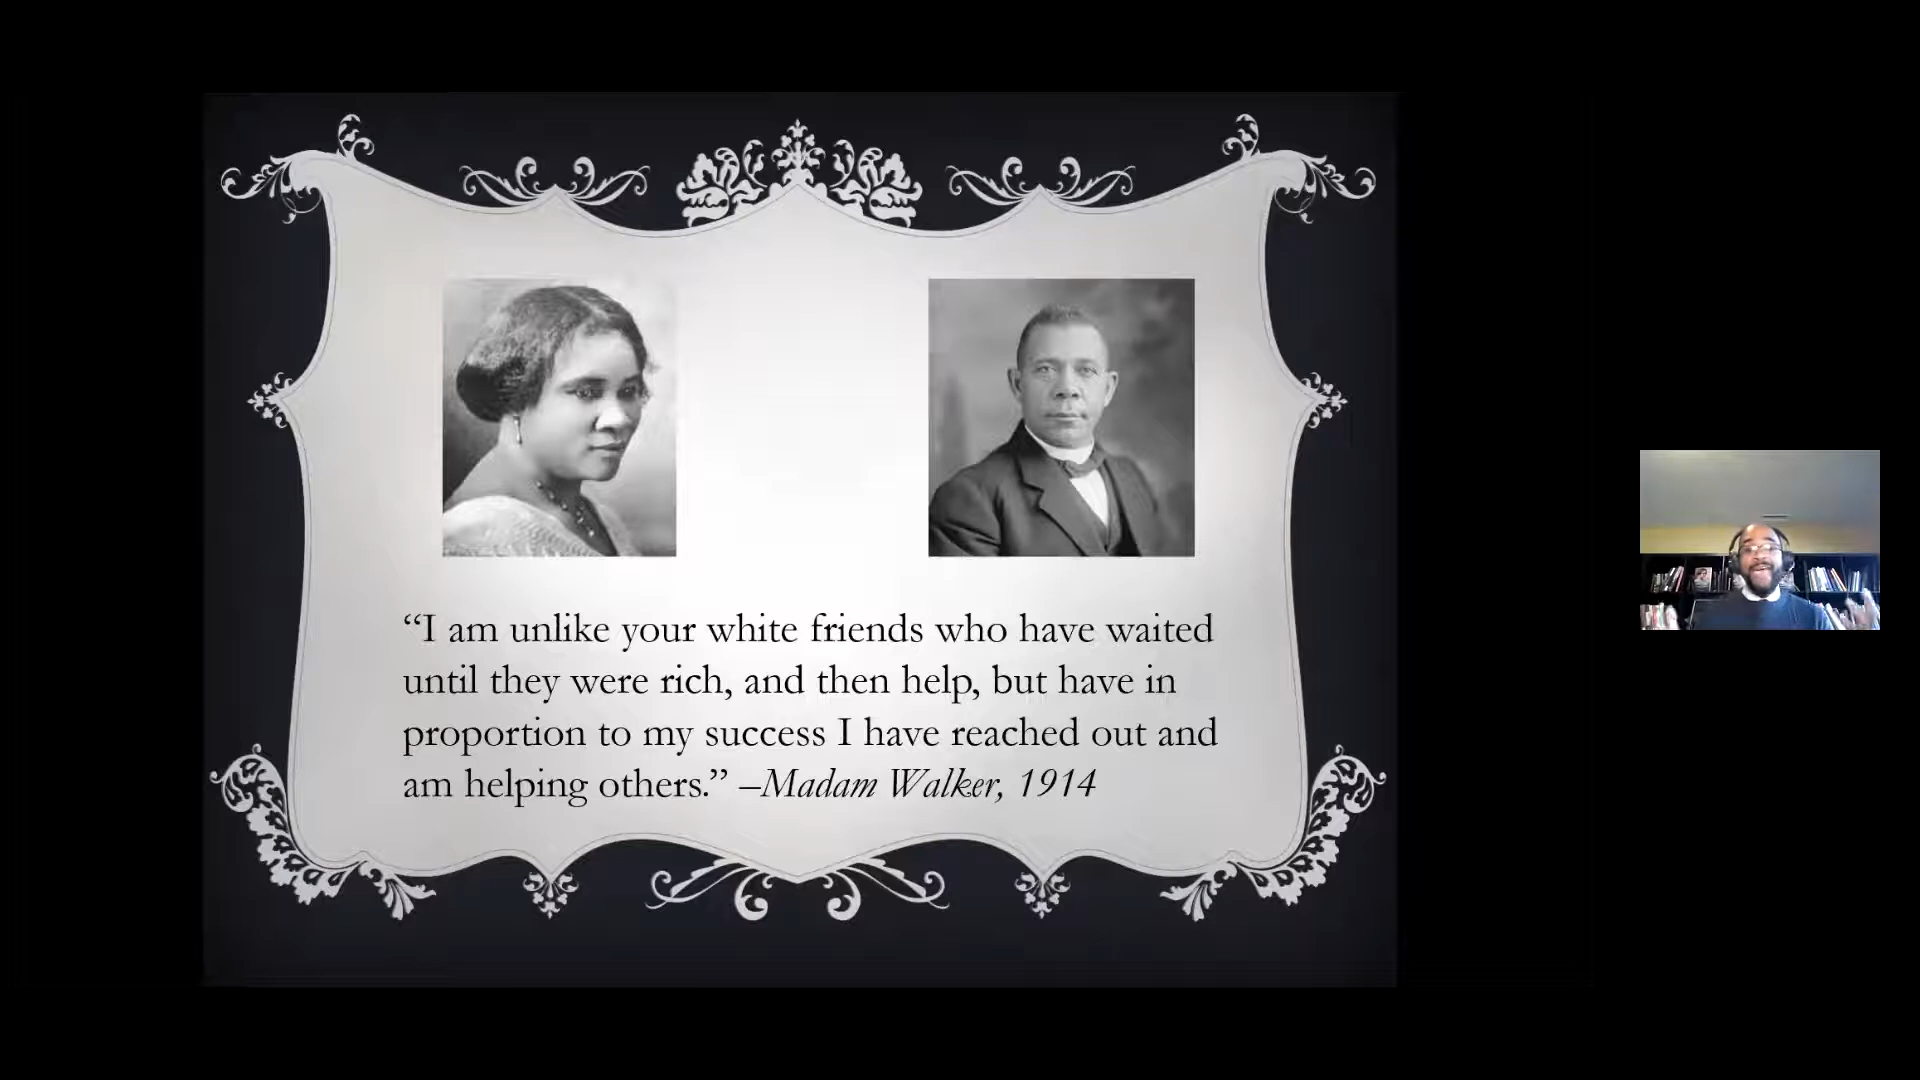 “I am unlike your white friends who have waited
until they were rich, and then help, but have in
proportion to my success I have reached out and
am helping others.” –Madam Walker, 1914